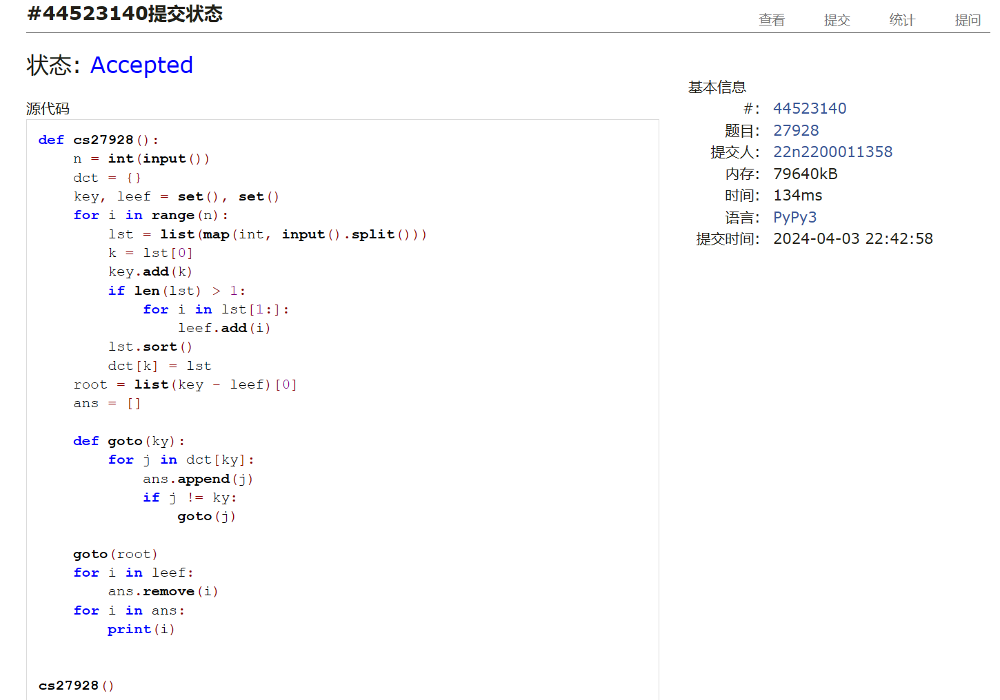 #44523140提交状态
查看 提交 统计 提问
状态: Accepted
源代码
def cs27928():
    n = int(input())
    dct = {}
    key, leef = set(), set()
    for i in range(n):
        lst = list(map(int, input().split()))
        k = lst[0]
        key.add(k)
        if len(lst) > 1:
            for i in lst[1:]:
                leef.add(i)
        lst.sort()
        dct[k] = lst
    root = list(key - leef)[0]
    ans = []
    def goto(ky):
        for j in dct[ky]:
            ans.append(j)
            if j != ky:
                goto(j)
    goto(root)
    for i in leef:
        ans.remove(i)
    for i in ans:
        print(i)
cs27928()
基本信息
#: 44523140
题目: 27928
提交人: 22n2200011358
内存: 79640kB
时间: 134ms
语言: PyPy3
提交时间: 2024-04-03 22:42:58